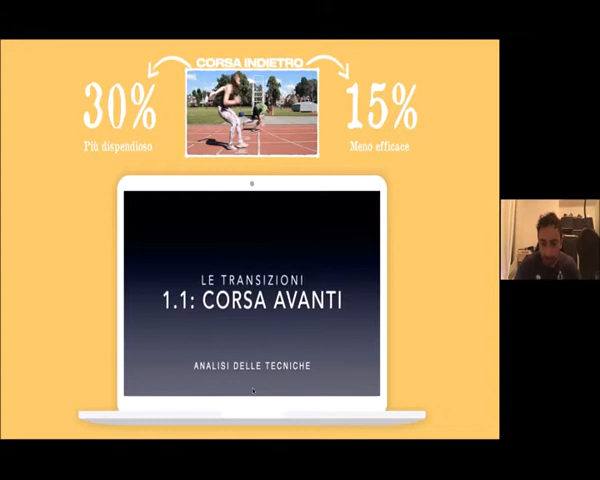 CORSA INDIETRO
30%
Più dispendioso
15%
Meno efficace
LE TRANSIZIONI
1.1: CORSA AVANTI
ANALISI DELLE TECNICHE